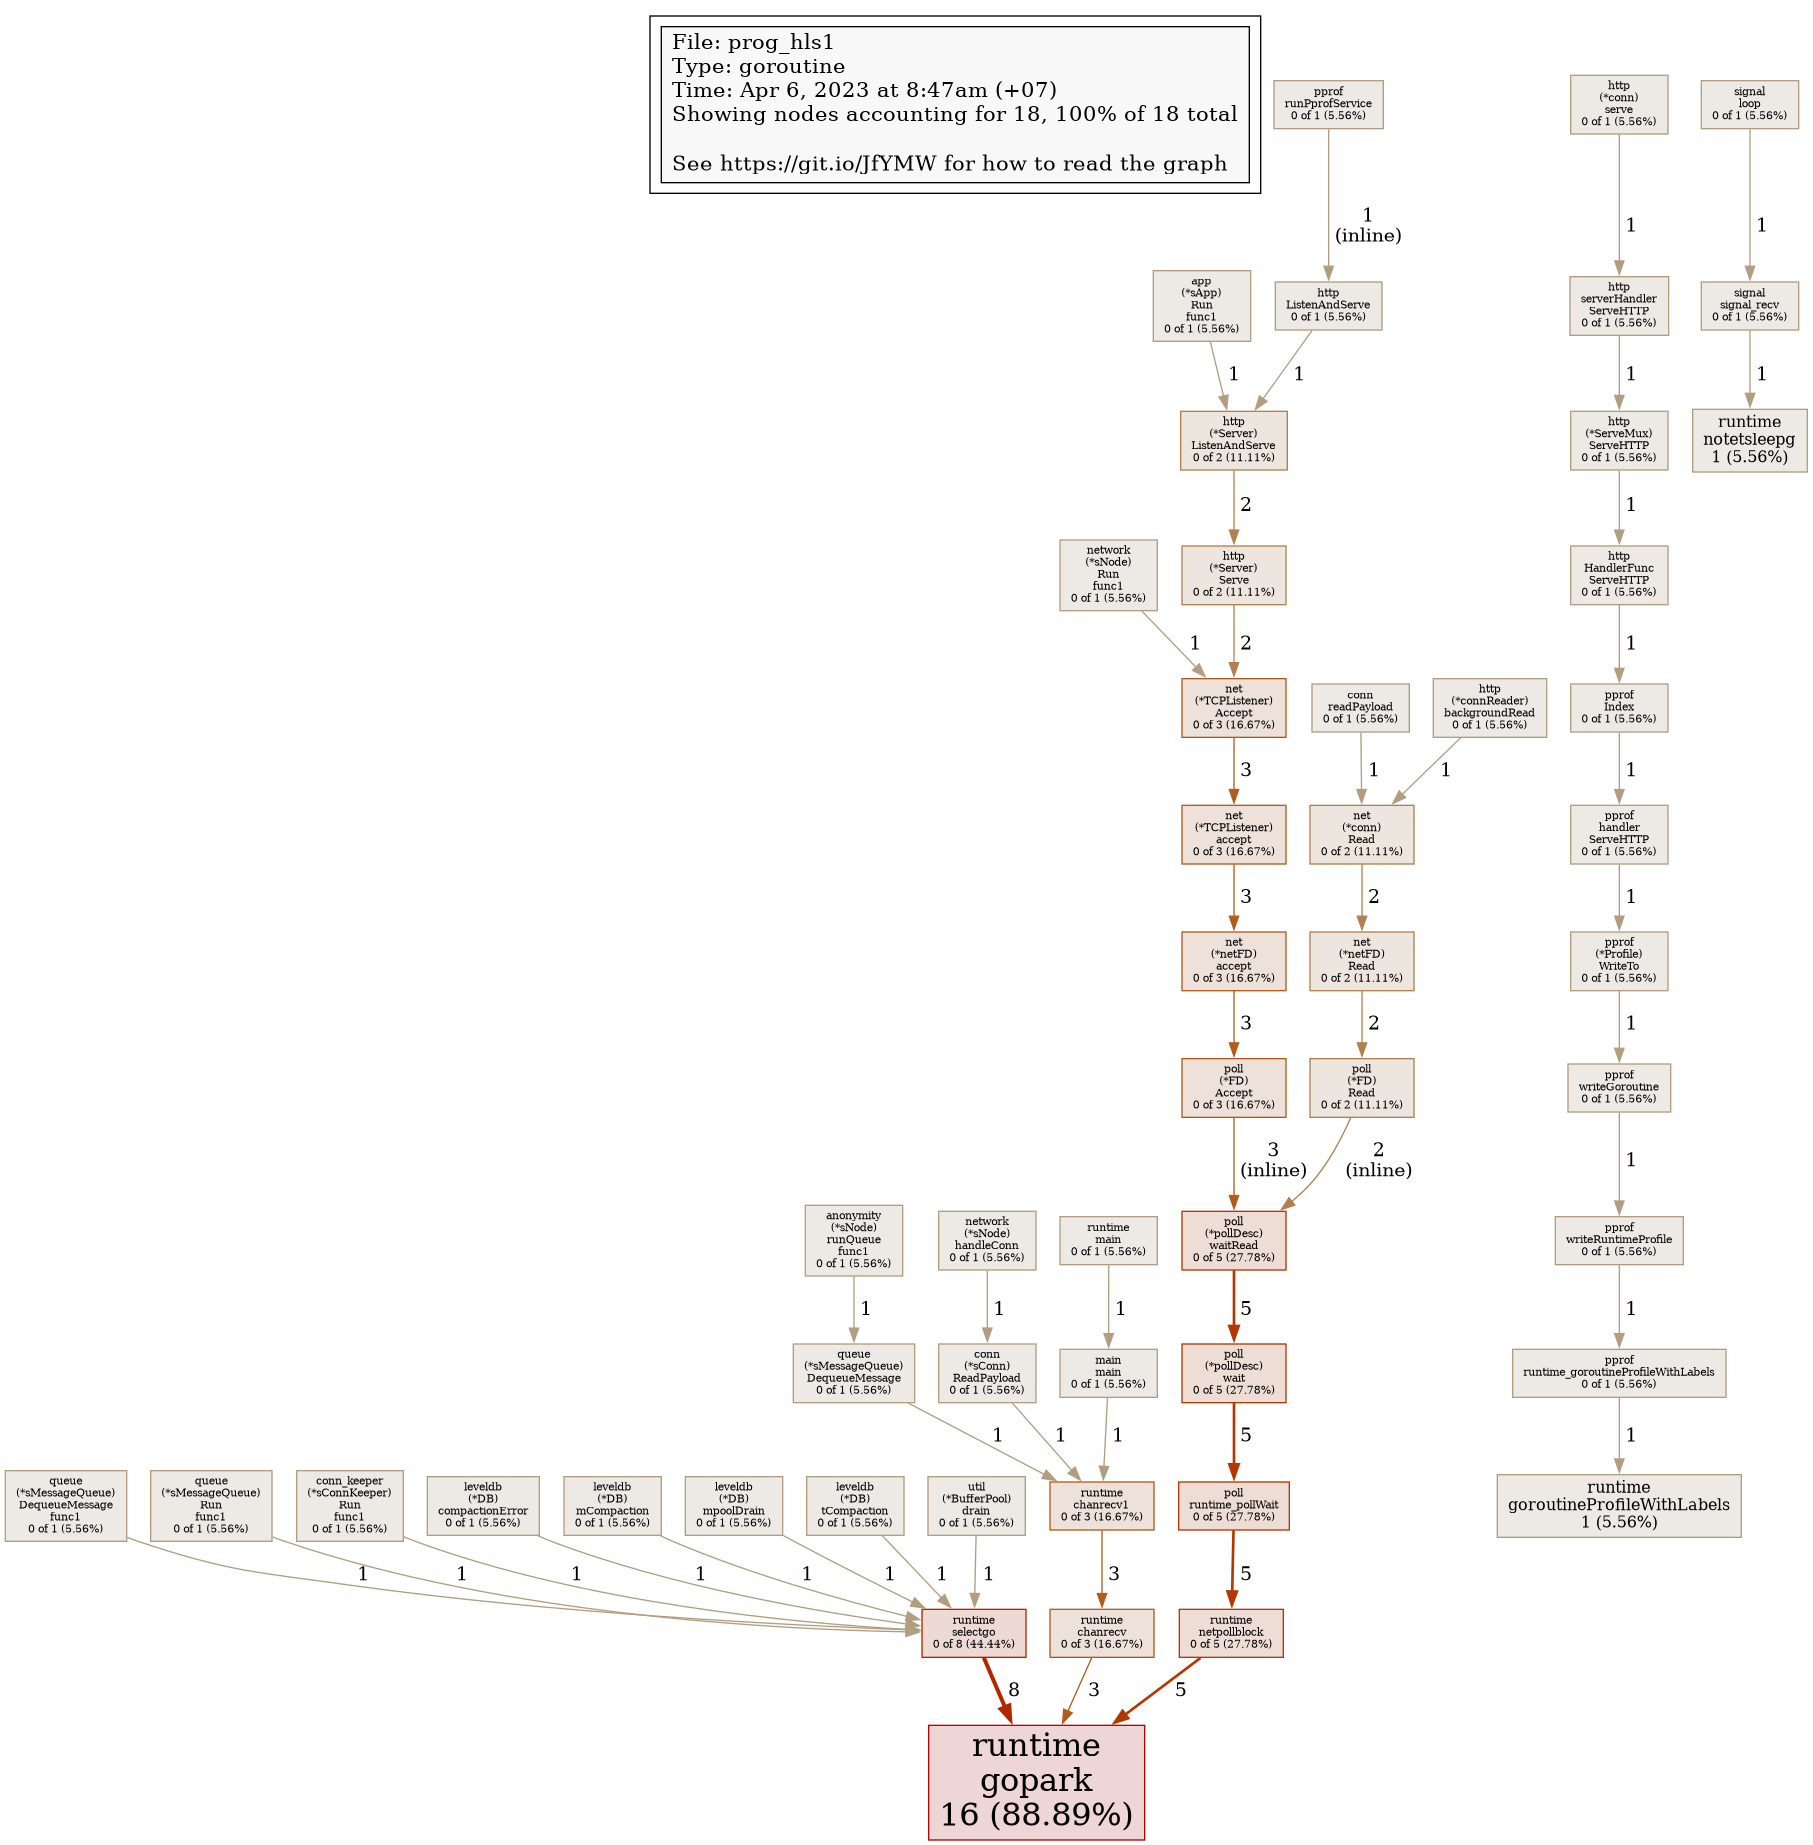 File: prog_hls1
Type: goroutine
Time: Apr 6, 2023 at 8:47am (+07)
Showing nodes accounting for 18, 100% of 18 total
See https://git.io/JfYMW for how to read the graph
pprof
runPprofService
0 of 1 (5.56%)
http
(*conn)
serve
0 of 1 (5.56%)
signal
loop
0 of 1 (5.56%)
1
(inline)
1
1
app
(*sApp)
Run
func1
0 of 1 (5.56%)
http
ListenAndServe
0 of 1 (5.56%)
http
serverHandler
ServeHTTP
0 of 1 (5.56%)
signal
signal_recv
0 of 1 (5.56%)
1
1
1
1
http
(*Server)
ListenAndServe
0 of 2 (11.11%)
http
(*ServeMux)
ServeHTTP
0 of 1 (5.56%)
runtime
notetsleepg
1 (5.56%)
2
1
network
(*sNode)
Run
func1
0 of 1 (5.56%)
http
(*Server)
Serve
0 of 2 (11.11%)
http
HandlerFunc
ServeHTTP
0 of 1 (5.56%)
1
2
1
net
(*TCPListener)
Accept
0 of 3 (16.67%)
conn
readPayload
0 of 1 (5.56%)
http
(*connReader)
backgroundRead
0 of 1 (5.56%)
pprof
Index
0 of 1 (5.56%)
3
1
1
1
net
(*TCPListener)
accept
0 of 3 (16.67%)
net
(*conn)
Read
0 of 2 (11.11%)
pprof
handler
ServeHTTP
0 of 1 (5.56%)
3
2
1
net
(*netFD)
accept
0 of 3 (16.67%)
net
(*netFD)
Read
0 of 2 (11.11%)
pprof
(*Profile)
WriteTo
0 of 1 (5.56%)
3
2
1
poll
(*FD)
Accept
0 of 3 (16.67%)
poll
(*FD)
Read
0 of 2 (11.11%)
pprof
writeGoroutine
0 of 1 (5.56%)
3
(inline)
2
(inline)
1
anonymity
(*sNode)
runQueue
func1
0 of 1 (5.56%)
network
(*sNode)
handleConn
0 of 1 (5.56%)
runtime
main
0 of 1 (5.56%)
poll
(*pollDesc)
waitRead
0 of 5 (27.78%)
pprof
writeRuntimeProfile
0 of 1 (5.56%)
1
1
1
5
1
queue
(*sMessageQueue)
DequeueMessage
0 of 1 (5.56%)
conn
(*sConn)
ReadPayload
0 of 1 (5.56%)
main
main
0 of 1 (5.56%)
poll
(*pollDesc)
wait
0 of 5 (27.78%)
pprof
runtime_goroutineProfileWithLabels
0 of 1 (5.56%)
1
1
1
5
1
queue
(*sMessageQueue)
DequeueMessage
func1
0 of 1 (5.56%)
queue
(*sMessageQueue)
Run
func1
0 of 1 (5.56%)
conn_keeper
(*sConnKeeper)
Run
func1
0 of 1 (5.56%)
leveldb
(*DB)
compactionError
0 of 1 (5.56%)
leveldb
(*DB)
mCompaction
0 of 1 (5.56%)
leveldb
(*DB)
mpoolDrain
0 of 1 (5.56%)
leveldb
(*DB)
tCompaction
0 of 1 (5.56%)
util
(*BufferPool)
drain
0 of 1 (5.56%)
runtime
chanrecv1
0 of 3 (16.67%)
poll
runtime_pollWait
0 of 5 (27.78%)
runtime
goroutineProfileWithLabels
1 (5.56%)
1
1
1
1
1
1
1
1
3
5
runtime
selectgo
0 of 8 (44.44%)
runtime
chanrecv
0 of 3 (16.67%)
runtime
netpollblock
0 of 5 (27.78%)
8
3
5
runtime
gopark
16 (88.89%)